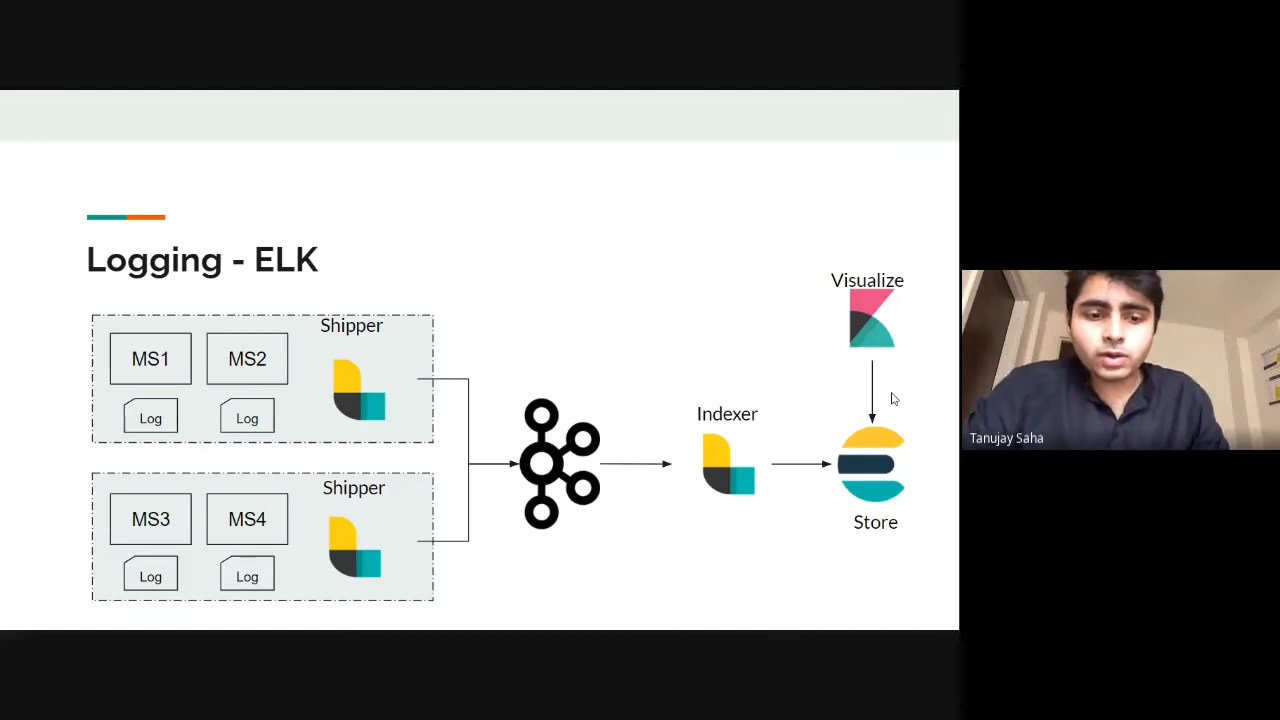 Logging - ELK
Visualize
Shipper
MS1
MS2
Log
Log
Indexer
Shipper
MS3
MS4
Log
Log
Store
Tanujay Saha